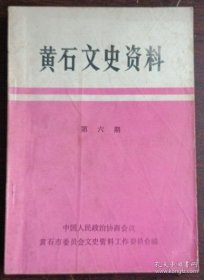 黄石文史资料
第六期
中国人民政治协商会议
黄石市委员会文史资料工作委员会编